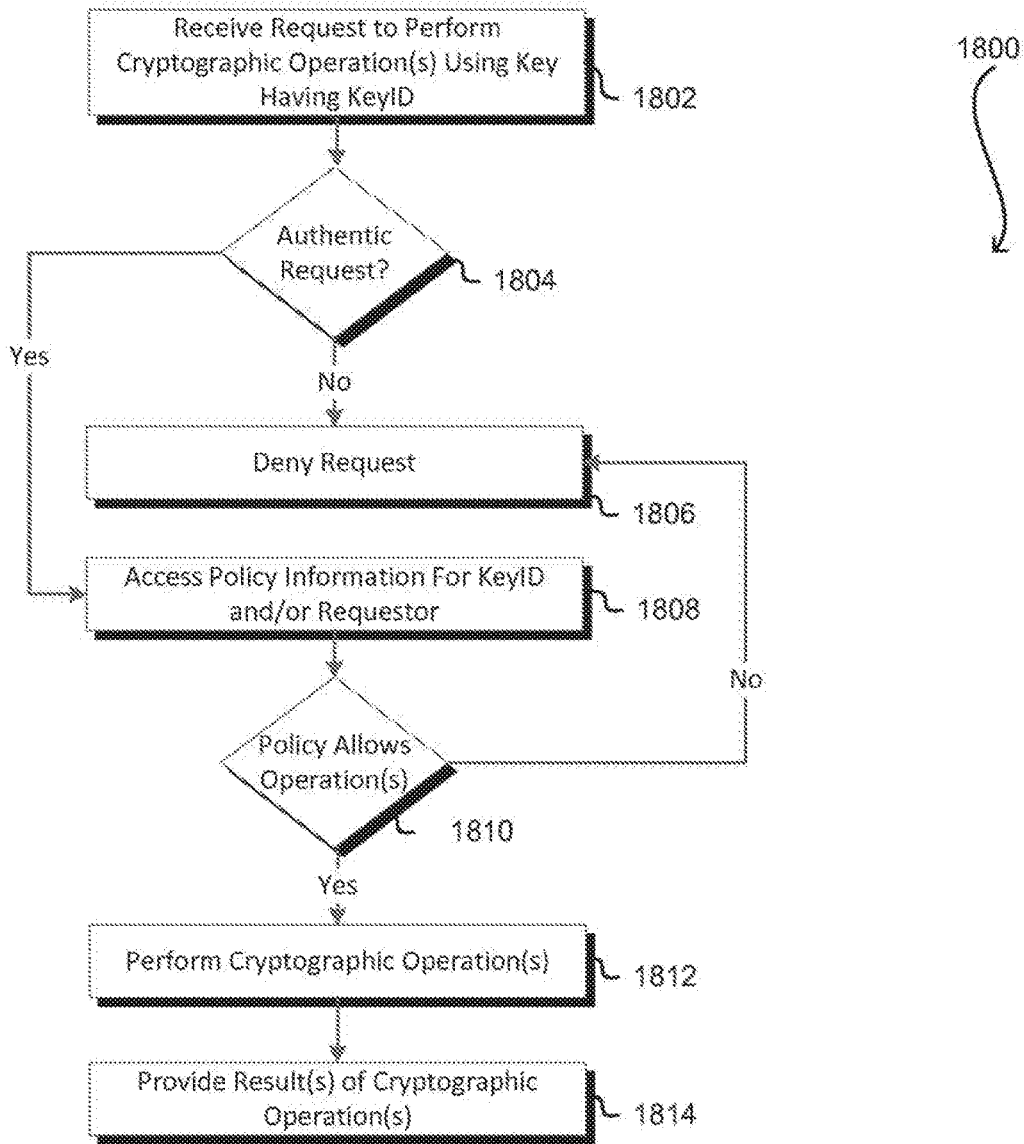 Receive Request to Perform
Cryptographic Operation(s) Using Key
Having KeyID
1802
1800
Authentic
Request?
1804
Yes
No
Deny Request
1806
Access Policy Information For KeyID
and/or Requestor
1808
No
Policy Allows
Operation(s)
1810
Yes
Perform Cryptographic Operation(s)
1812
Provide Result(s) of Cryptographic
Operation(s)
1814